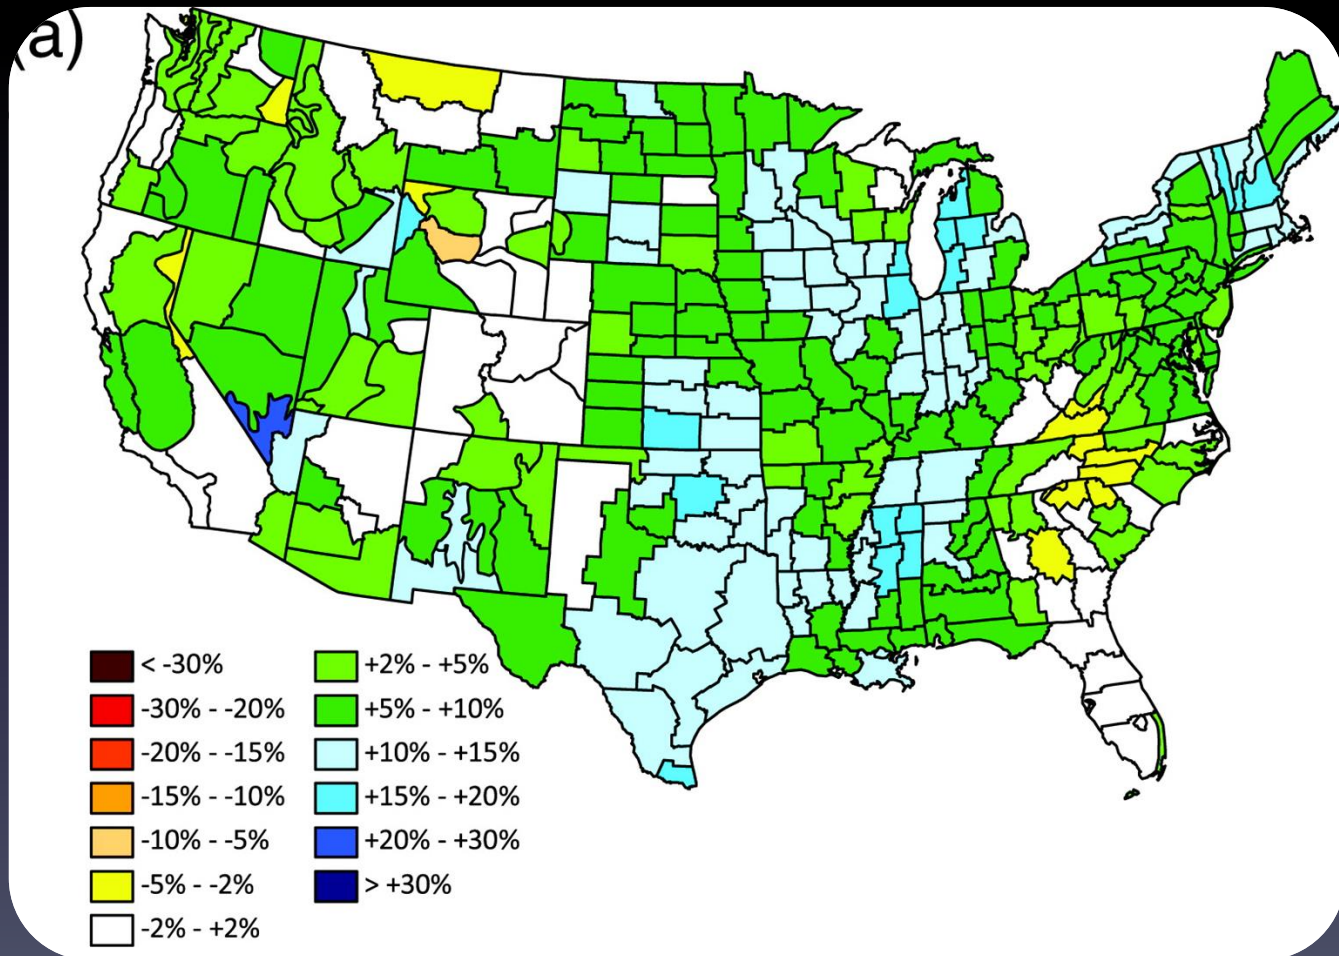 a)
< -30%
-30% - -20%
-20% - -15%
-15% - -10%
-10% - -5%
-5% - -2%
-2% - +2%
+2% - +5%
+5% - +10%
+10% - +15%
+15% - +20%
+20% - +30%
> +30%